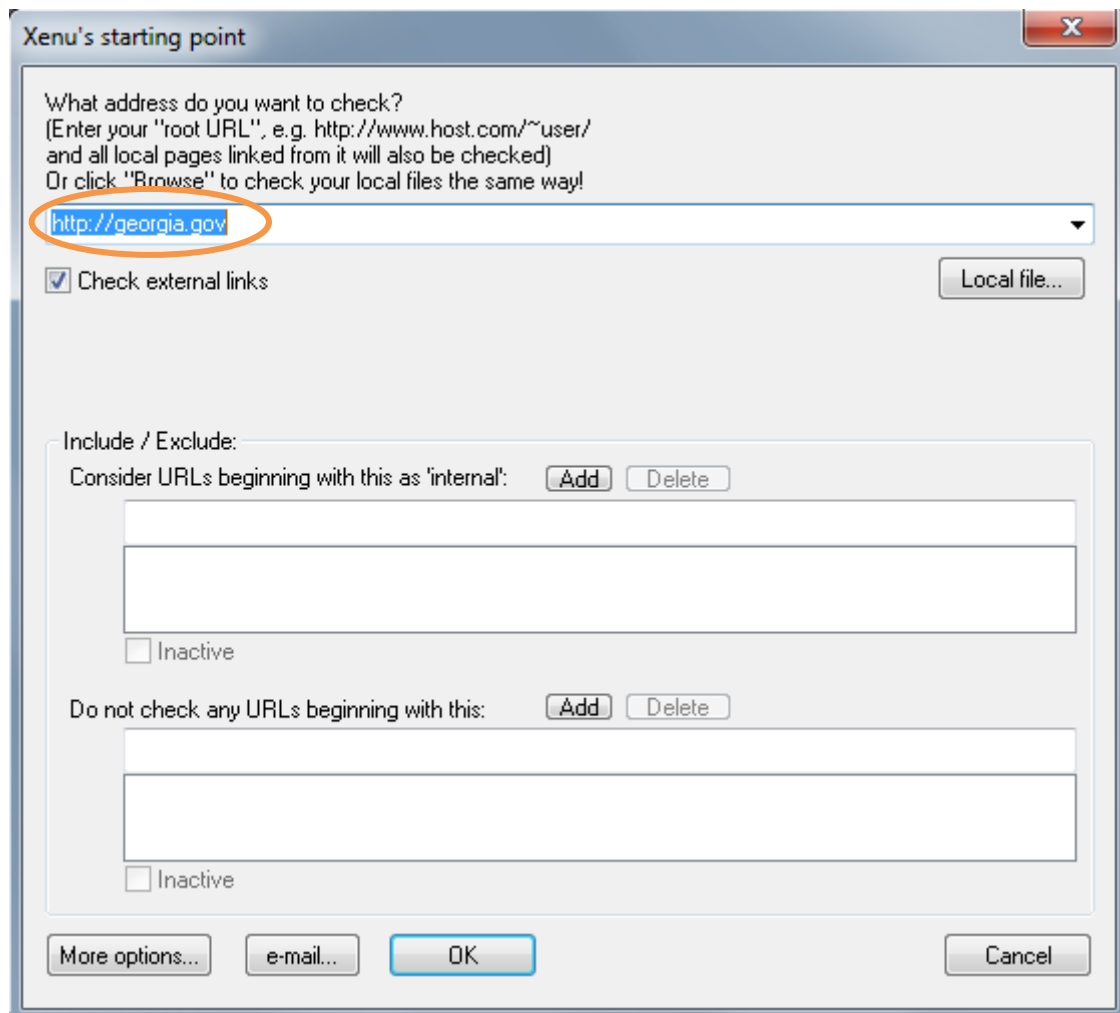 Xenu's starting point
What address do you want to check?
(Enter your "root URL", e.g. http://www.host.com/~user/
and all local pages linked from it will also be checked)
Or click "Browse" to check your local files the same way!
http://georgia.gov
Check external links
Local file...
Include / Exclude:
Consider URLs beginning with this as 'internal': Add Delete
Inactive
Do not check any URLs beginning with this: Add Delete
Inactive
More options... e-mail... OK Cancel